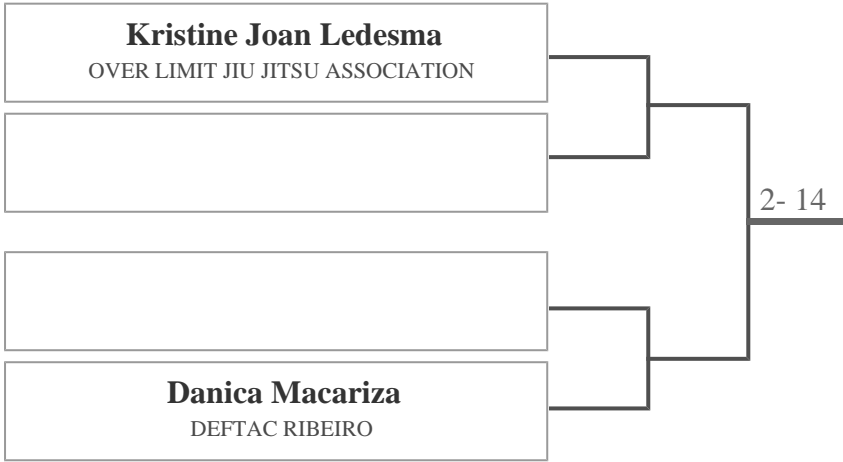 Kristine Joan Ledesma
OVER LIMIT JIU JITSU ASSOCIATION
2- 14
Danica Macariza
DEFTAC RIBEIRO